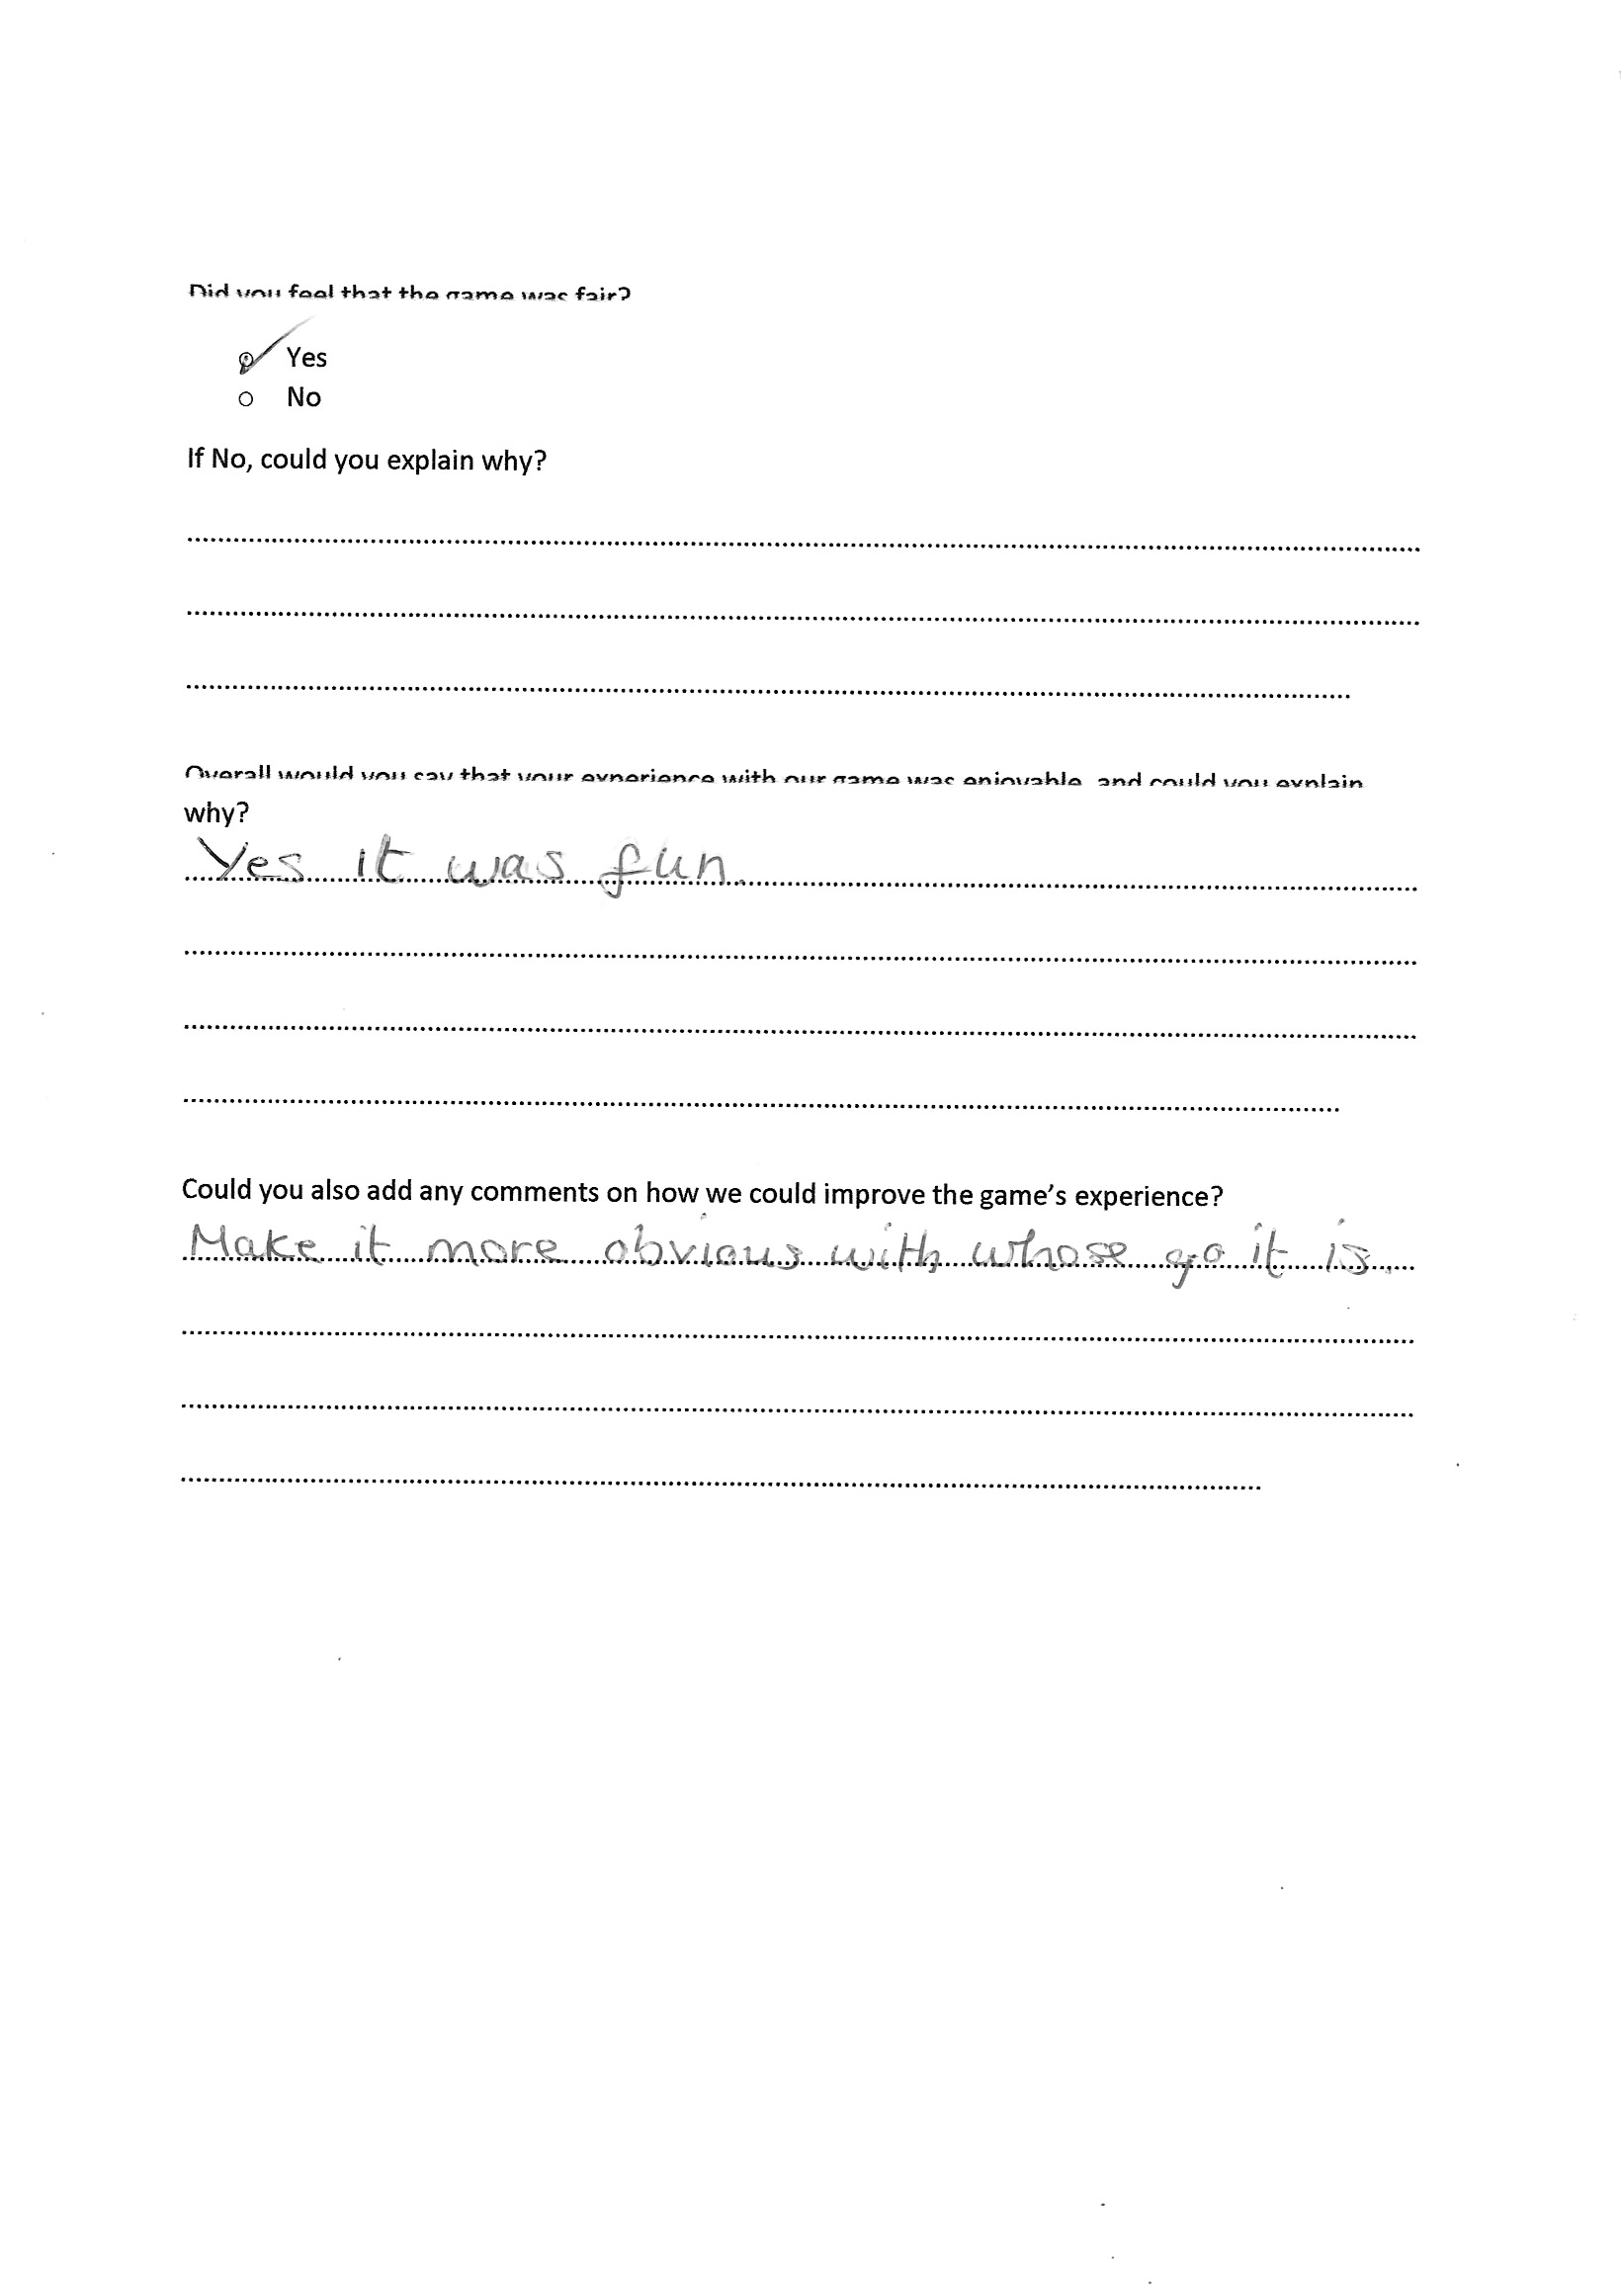 Did you feel that the game was fair?
Yes
No
If No, could you explain why?
Overall would you say that your experience with our game was enjoyable, and could you explain
why?
Yes it was fun.
Could you also add any comments on how we could improve the game's experience?
Make it more obvious with whose go it is.